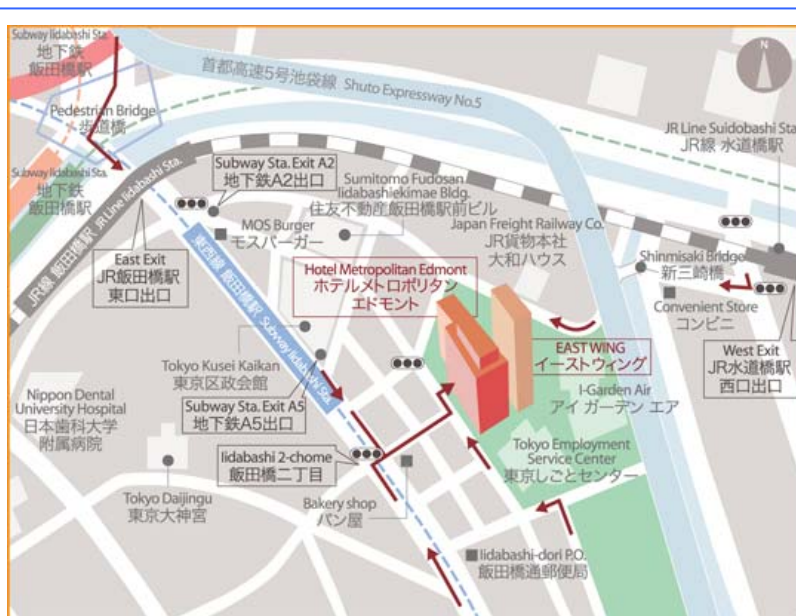 Subway Iidabashi Sta.
地下鉄
飯田橋駅
首都高速5号池袋線 Shuto Expressway No.5
N
Pedestrian Bridge
歩道橋
JR Line Suidobashi Sta.
JR線 水道橋駅
Subway Iidabashi Sta.
地下鉄
飯田橋駅
JR線 飯田橋駅 JR Line Iidabashi Sta.
Subway Sta. Exit A2
地下鉄A2出口
Sumitomo Fudosan
Iidabashiekimae Bldg.
住友不動産飯田橋駅前ビル
MOS Burger
モスバーガー
Japan Freight Railway Co.
JR貨物本社
大和ハウス
East Exit
JR飯田橋駅
東口出口
東西線 飯田橋駅 Subway Iidabashi Sta.
Hotel Metropolitan Edmont
ホテルメトロポリタン
エドモント
Shinmisaki Bridge
新三崎橋
Convenient Store
コンビニ
EAST WING
イーストウィング
West Exit
JR水道橋駅
西口出口
Tokyo Kusei Kaikan
東京区政会館
Nippon Dental
University Hospital
日本歯科大学
附属病院
Subway Sta. Exit A5
地下鉄A5出口
I-Garden Air
アイ ガーデン エア
Iidabashi 2-chome
飯田橋二丁目
Tokyo Employment
Service Center
東京しごとセンター
Tokyo Daijingu
東京大神宮
Bakery shop
パン屋
Iidabashi-dori P.O.
飯田橋通郵便局